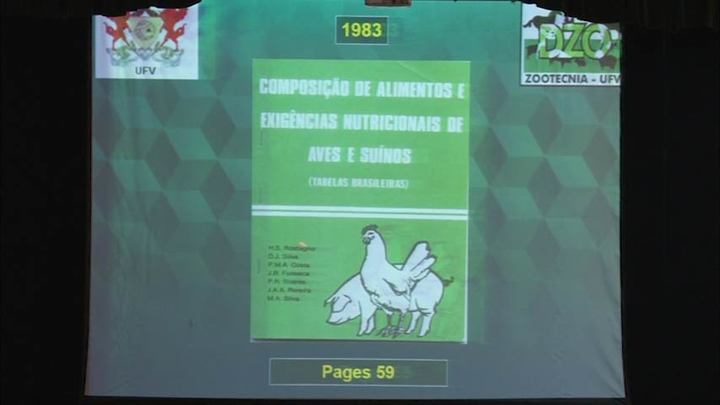 1983
UFV
DZO
ZOOTECNIA - UFV
COMPOSIÇÃO DE ALIMENTOS E
EXIGÊNCIAS NUTRICIONAIS DE
AVES E SUÍNOS
(TABELAS BRASILEIRAS)
H.S. Rostagno
D.J. Silva
P.M.A. Costa
J.B. Fonseca
P.R. Soares
J.A.A. Pereira
M.A. Silva
Pages 59